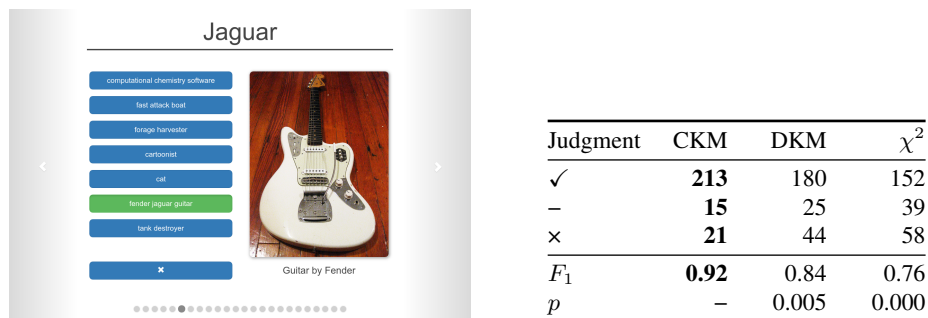 Jaguar
computational chemistry software
fast attack boat
forage harvester
cartoonist
cat
fender jaguar guitar
tank destroyer
✖
Guitar by Fender
Judgment CKM DKM χ²
✓ 213 180 152
– 15 25 39
× 21 44 58
F₁ 0.92 0.84 0.76
p – 0.005 0.000